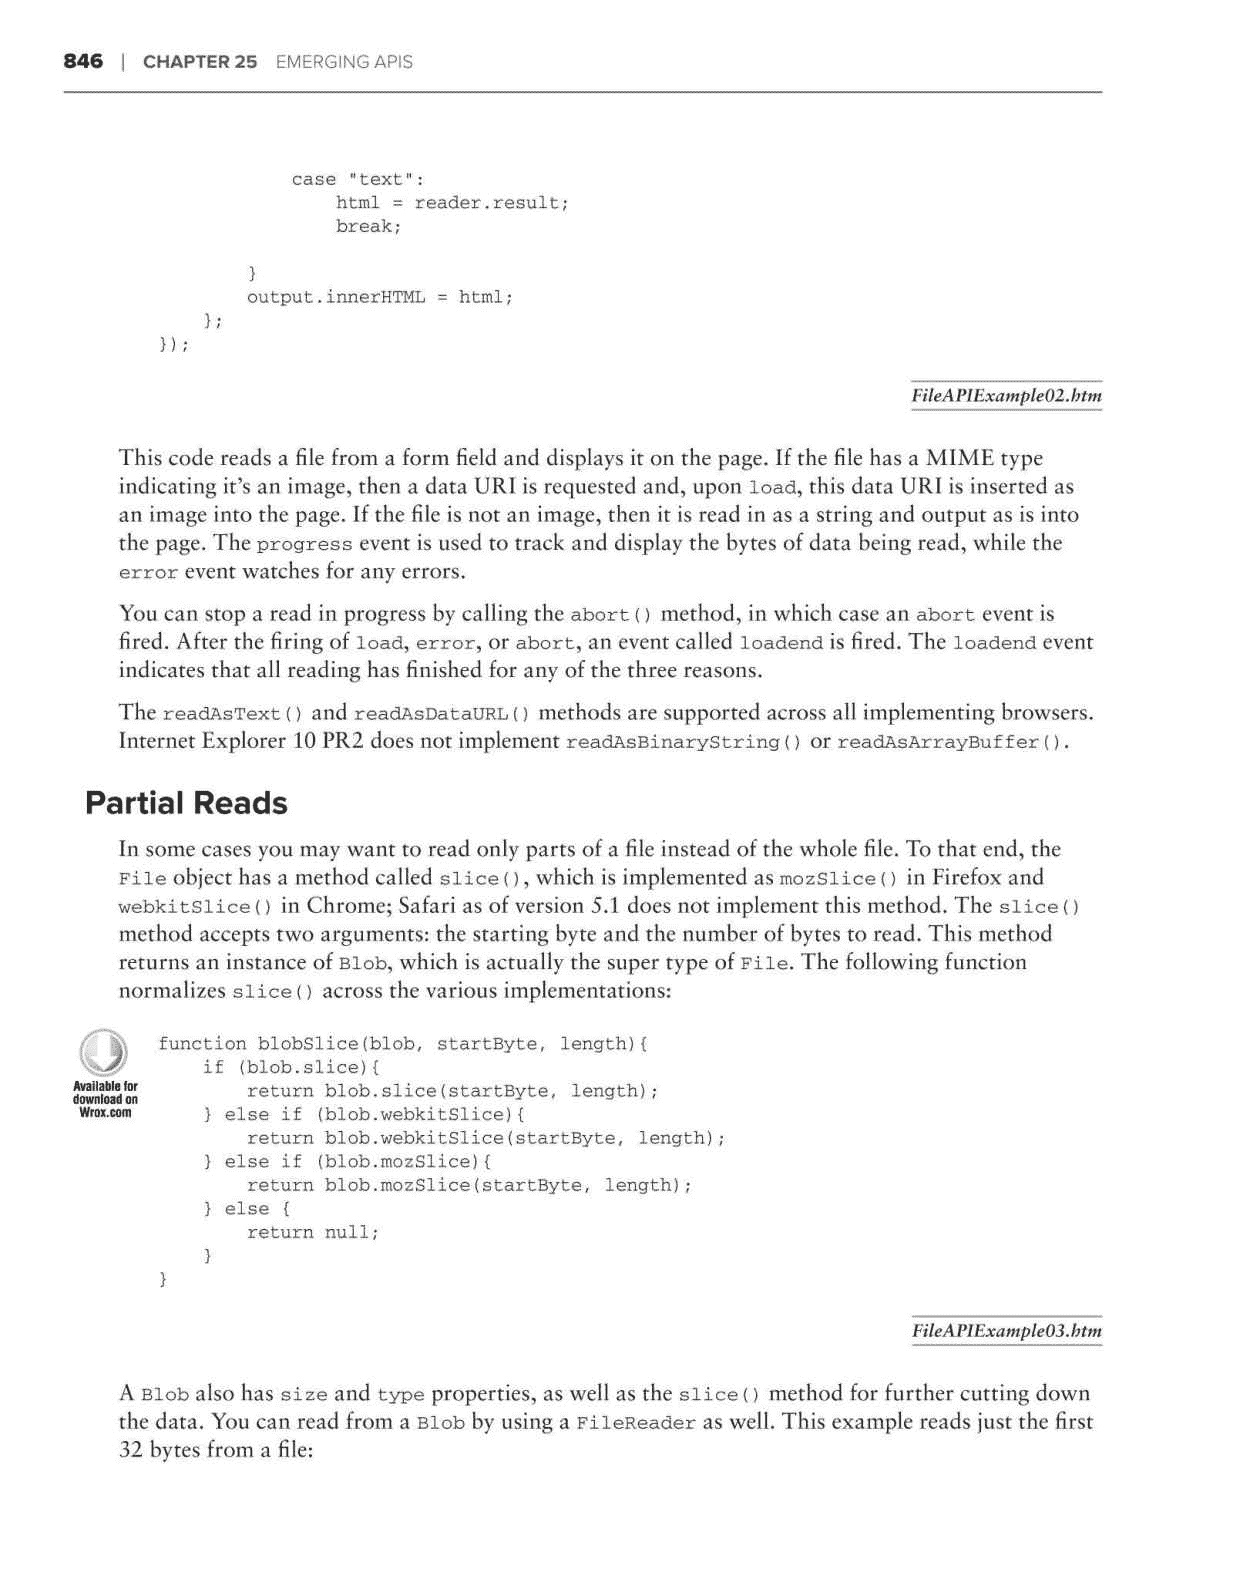 846 | CHAPTER 25 EMERGING APIS
case "text":
html = reader.result;
break;
}
output.innerHTML = html;
};
});
FileAPIExample02.htm
This code reads a file from a form field and displays it on the page. If the file has a MIME type
indicating it's an image, then a data URI is requested and, upon load, this data URI is inserted as
an image into the page. If the file is not an image, then it is read in as a string and output as is into
the page. The progress event is used to track and display the bytes of data being read, while the
error event watches for any errors.
You can stop a read in progress by calling the abort() method, in which case an abort event is
fired. After the firing of load, error, or abort, an event called loadend is fired. The loadend event
indicates that all reading has finished for any of the three reasons.
The readAsText() and readAsDataURL() methods are supported across all implementing browsers.
Internet Explorer 10 PR2 does not implement readAsBinaryString() or readAsArrayBuffer().
Partial Reads
In some cases you may want to read only parts of a file instead of the whole file. To that end, the
File object has a method called slice(), which is implemented as mozSlice() in Firefox and
webkitSlice() in Chrome; Safari as of version 5.1 does not implement this method. The slice()
method accepts two arguments: the starting byte and the number of bytes to read. This method
returns an instance of Blob, which is actually the super type of File. The following function
normalizes slice() across the various implementations:
Available for
download on
Wrox.com
function blobSlice(blob, startByte, length){
if (blob.slice){
return blob.slice(startByte, length);
} else if (blob.webkitSlice){
return blob.webkitSlice(startByte, length);
} else if (blob.mozSlice){
return blob.mozSlice(startByte, length);
} else {
return null;
}
}
FileAPIExample03.htm
A Blob also has size and type properties, as well as the slice() method for further cutting down
the data. You can read from a Blob by using a FileReader as well. This example reads just the first
32 bytes from a file: